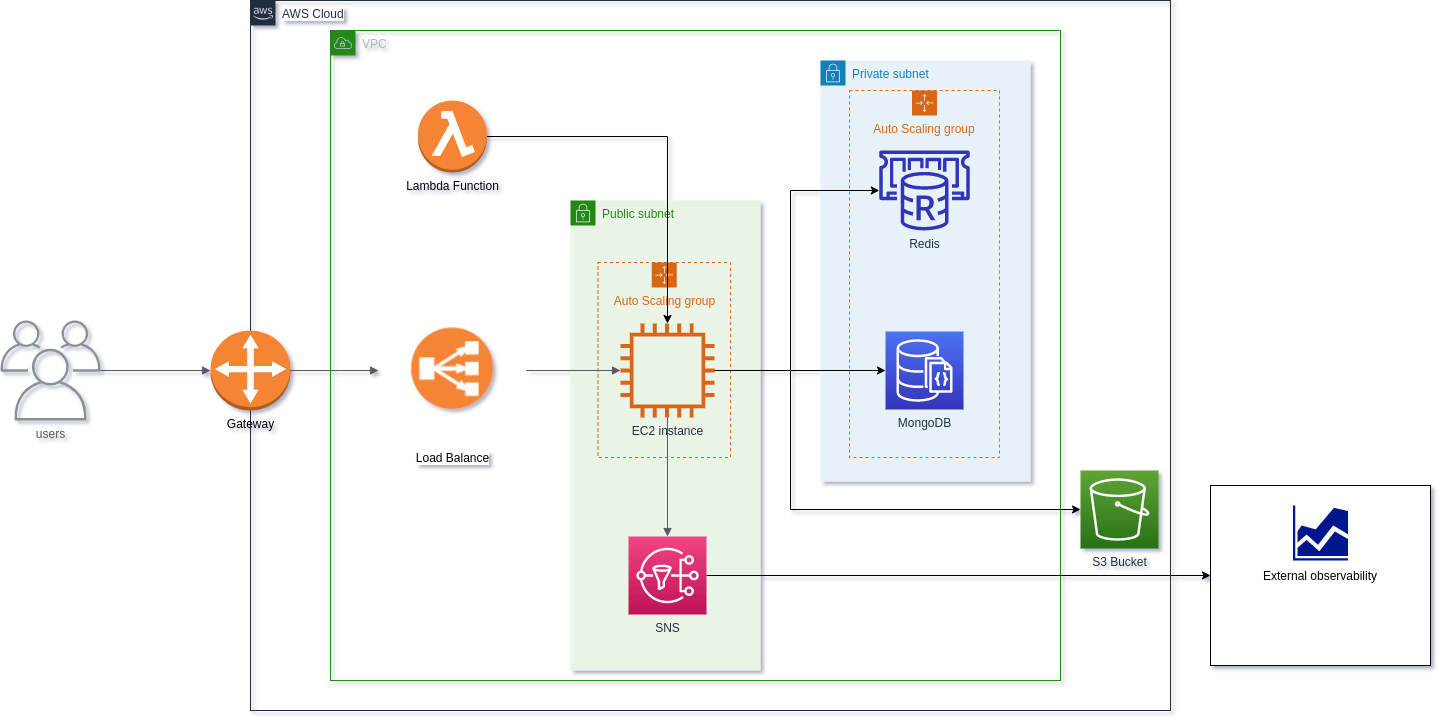 aws
AWS Cloud
VPC
Private subnet
Auto Scaling group
R
Redis
Lambda Function
Public subnet
Auto Scaling group
EC2 instance
{}
MongoDB
users
Gateway
Load Balance
S3 Bucket
External observability
SNS